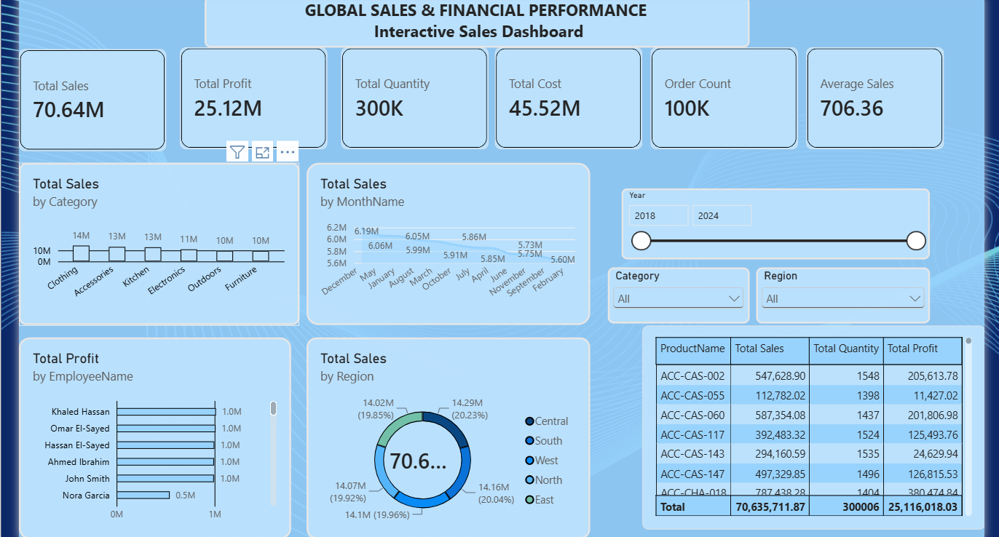 GLOBAL SALES & FINANCIAL PERFORMANCE
Interactive Sales Dashboard
Total Sales
70.64M
Total Profit
25.12M
Total Quantity
300K
Total Cost
45.52M
Order Count
100K
Average Sales
706.36
Total Sales
by Category
14M 13M 13M 11M 10M 10M
10M
0M
Clothing Accessories Kitchen Electronics Outdoors Furniture
Total Sales
by MonthName
6.2M
6.0M
5.8M
5.6M
6.19M 6.06M 6.05M 5.99M 5.91M 5.86M 5.85M 5.73M 5.75M 5.60M
December May January August March October July April June November September February
Year
2018 2024
Category
All
Region
All
Total Profit
by EmployeeName
Khaled Hassan 1.0M
Omar El-Sayed 1.0M
Hassan El-Sayed 1.0M
Ahmed Ibrahim 1.0M
John Smith 1.0M
Nora Garcia 0.5M
0M 1M
Total Sales
by Region
14.02M
(19.85%)
14.29M
(20.23%)
70.6...
14.07M
(19.92%)
14.16M
(20.04%)
14.1M (19.96%)
Central
South
West
North
East
ProductName Total Sales Total Quantity Total Profit
ACC-CAS-002 547,628.90 1548 205,613.78
ACC-CAS-055 112,782.02 1398 11,427.02
ACC-CAS-060 587,354.08 1437 201,806.98
ACC-CAS-117 392,483.32 1524 125,493.76
ACC-CAS-143 294,160.59 1535 24,629.94
ACC-CAS-147 497,329.85 1496 126,815.53
ACC-CHA-018 787,438.28 1404 380,474.84
Total 70,635,711.87 300006 25,116,018.03